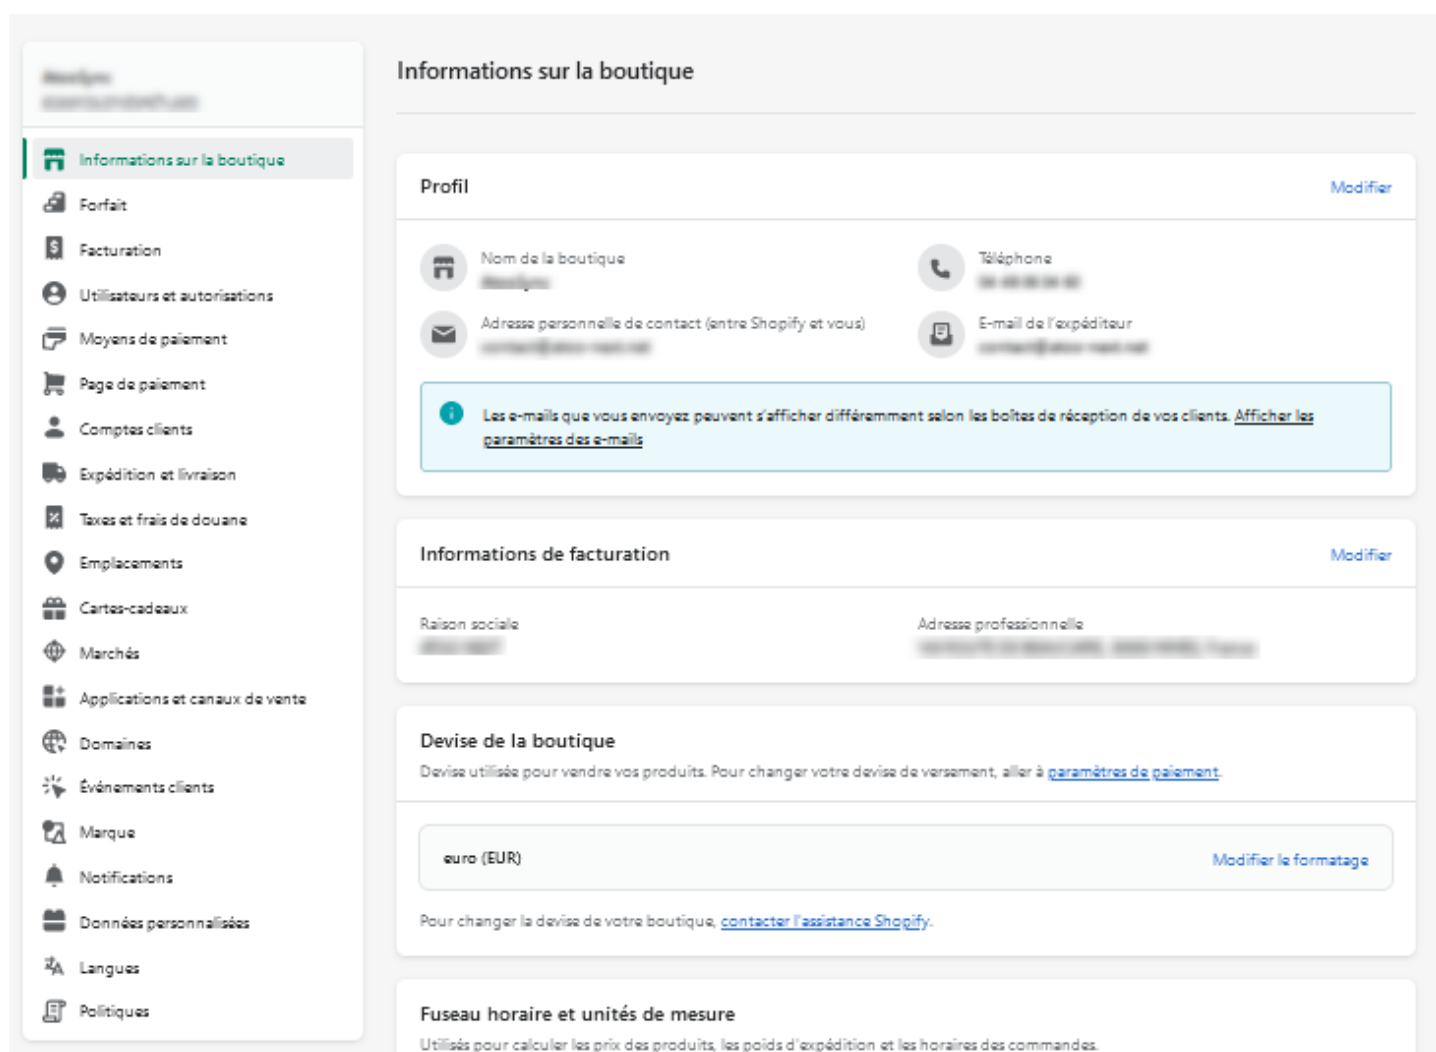 Informations sur la boutique
Forfait
Facturation
Utilisateurs et autorisations
Moyens de paiement
Page de paiement
Comptes clients
Expédition et livraison
Taxes et frais de douane
Emplacements
Cartes-cadeaux
Marchés
Applications et canaux de vente
Domaines
Événements clients
Marque
Notifications
Données personnalisées
Langues
Politiques
Informations sur la boutique
Profil
Modifier
Nom de la boutique
Téléphone
Adresse personnelle de contact (entre Shopify et vous)
E-mail de l'expéditeur
Les e-mails que vous envoyez peuvent s'afficher différemment selon les boîtes de réception de vos clients. Afficher les
paramètres des e-mails
Informations de facturation
Modifier
Raison sociale
Adresse professionnelle
Devise de la boutique
Devise utilisée pour vendre vos produits. Pour changer votre devise de versement, aller à paramètres de paiement.
euro (EUR)
Modifier le formatage
Pour changer la devise de votre boutique, contacter l'assistance Shopify.
Fuseau horaire et unités de mesure
Utilisés pour calculer les prix des produits, les poids d'expédition et les horaires des commandes.